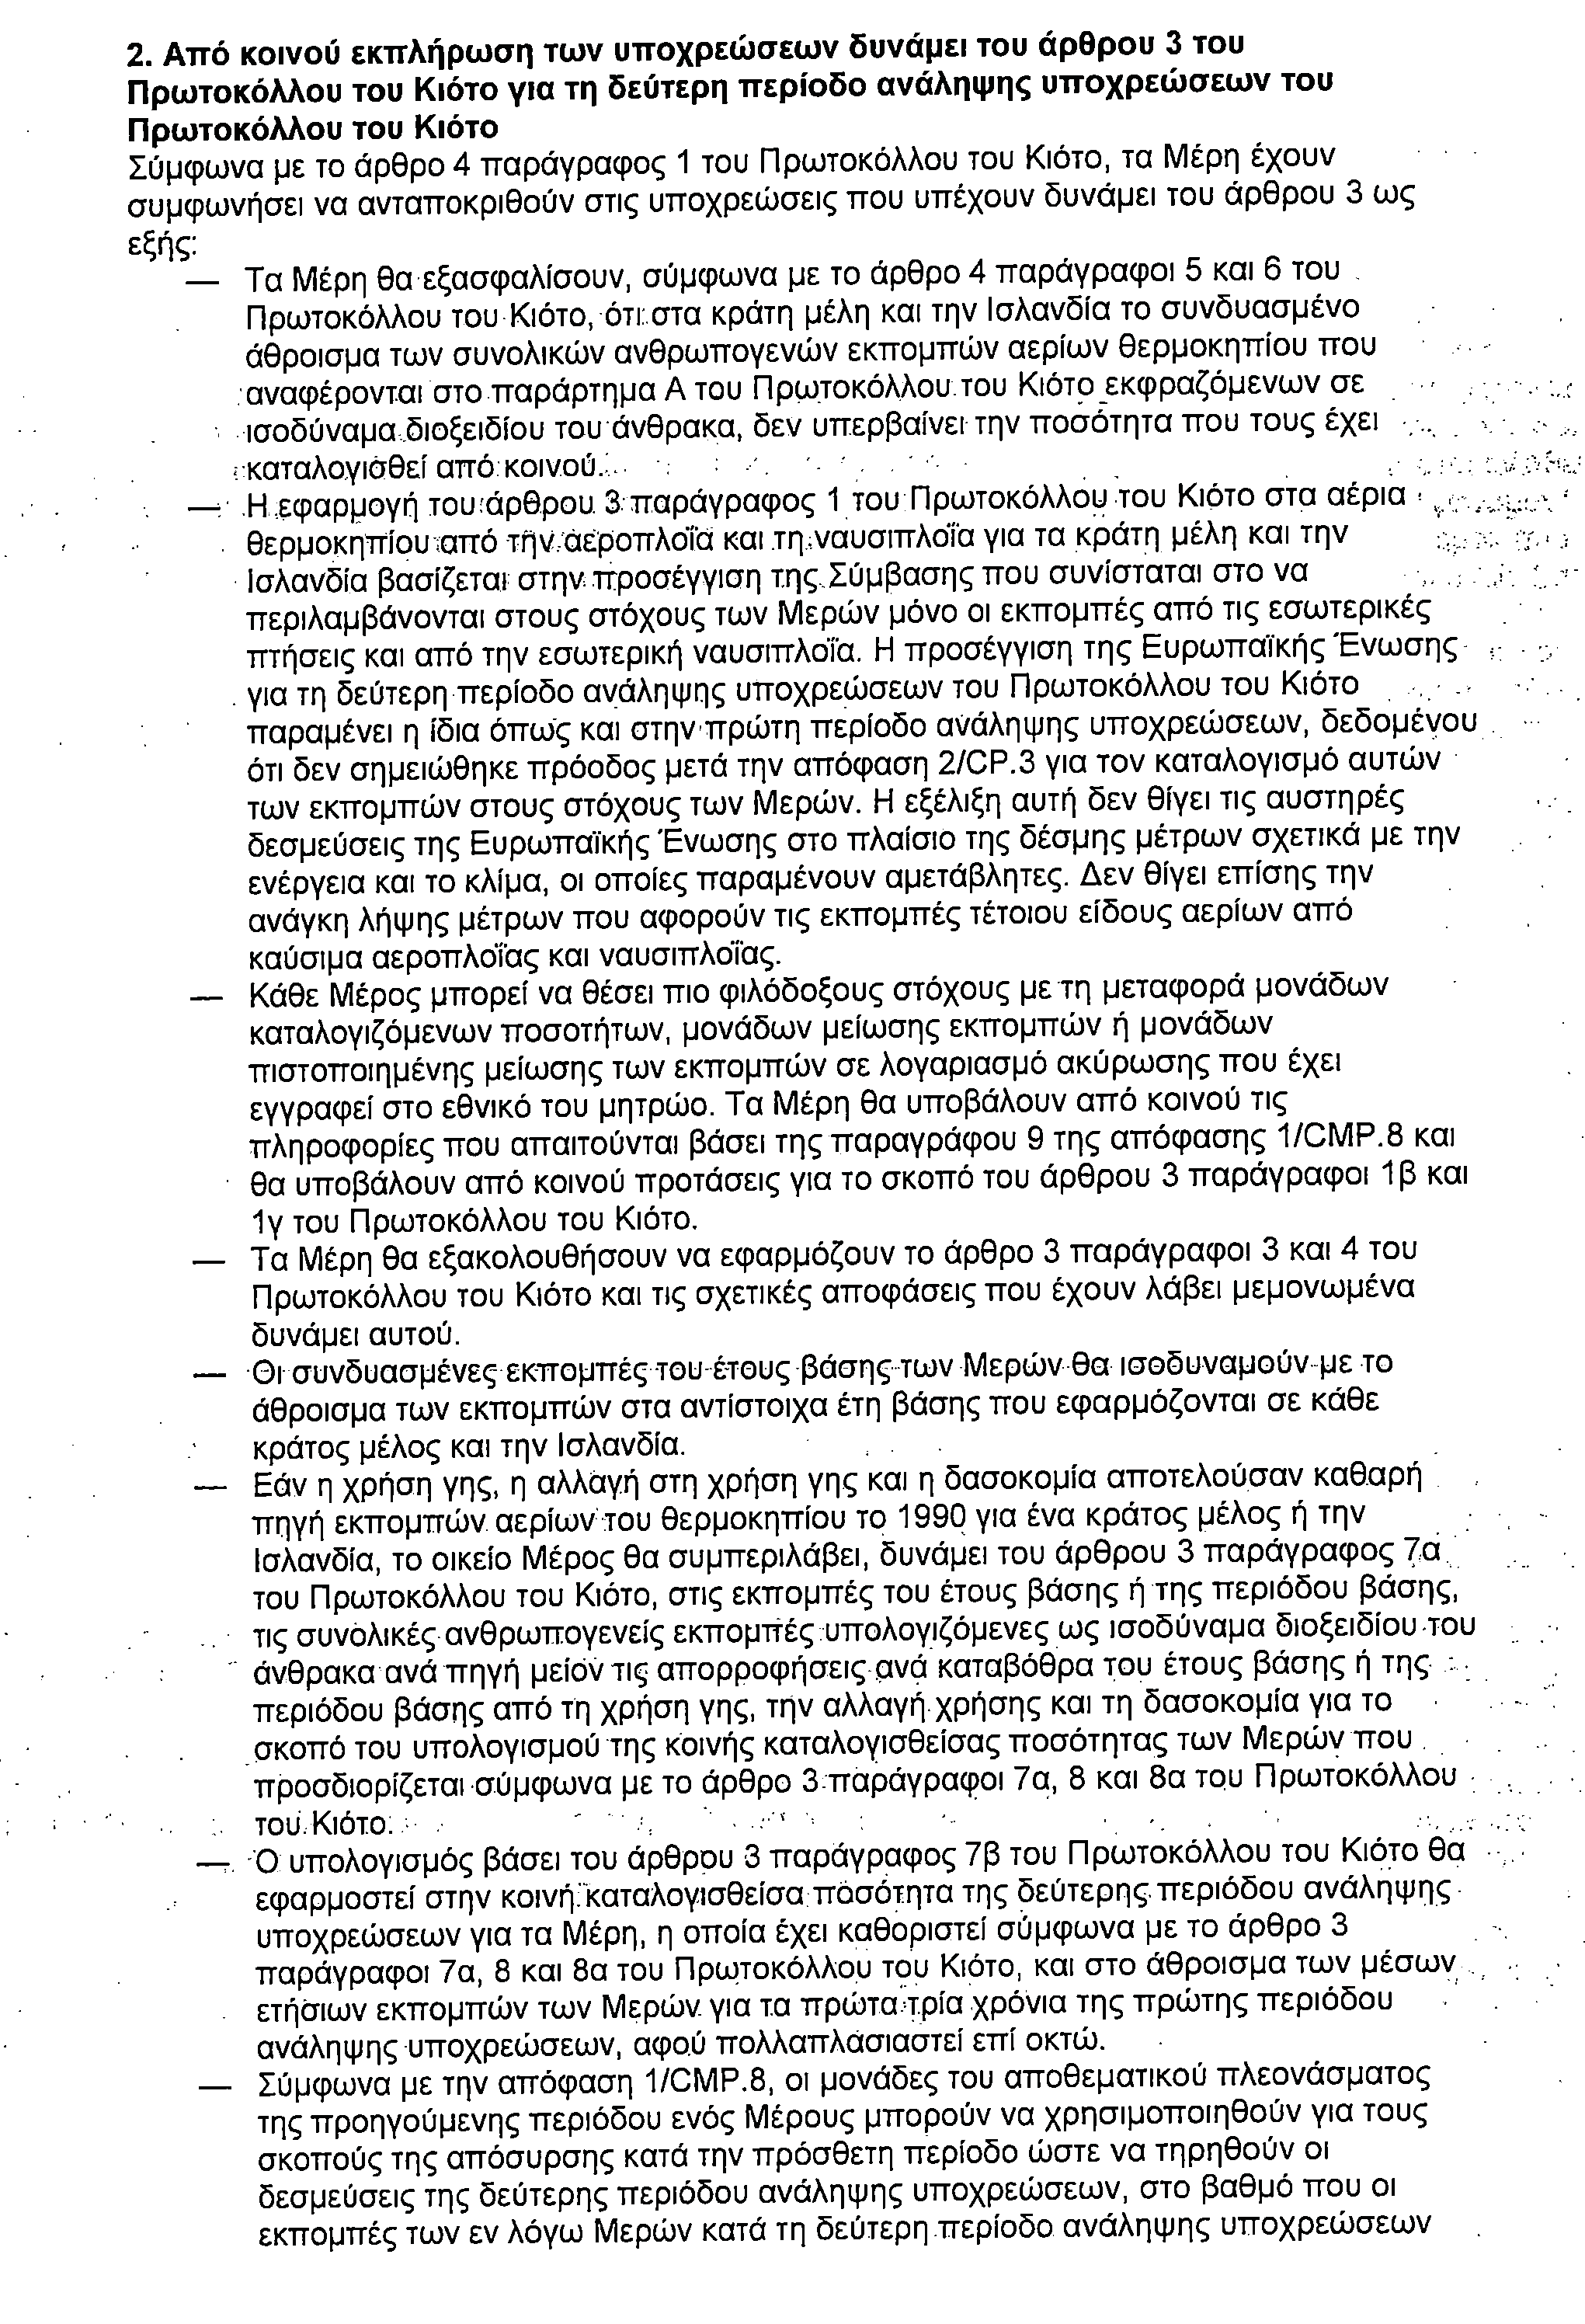 2. Από κοινού εκπλήρωση των υποχρεώσεων δυνάμει του άρθρου 3 του
Πρωτοκόλλου του Κιότο για τη δεύτερη περίοδο ανάληψης υποχρεώσεων του
Πρωτοκόλλου του Κιότο
Σύμφωνα με το άρθρο 4 παράγραφος 1 του Πρωτοκόλλου του Κιότο, τα Μέρη έχουν
συμφωνήσει να ανταποκριθούν στις υποχρεώσεις που υπέχουν δυνάμει του άρθρου 3 ως
εξής:
— Τα Μέρη θα εξασφαλίσουν, σύμφωνα με το άρθρο 4 παράγραφοι 5 και 6 του
Πρωτοκόλλου του Κιότο, ότι στα κράτη μέλη και την Ισλανδία το συνδυασμένο
άθροισμα των συνολικών ανθρωπογενών εκπομπών αερίων θερμοκηπίου που
αναφέρονται στο παράρτημα Α του Πρωτοκόλλου του Κιότο εκφραζόμενων σε
ισοδύναμα διοξειδίου του άνθρακα, δεν υπερβαίνει την ποσότητα που τους έχει
καταλογισθεί από κοινού.
— Η εφαρμογή του άρθρου 3 παράγραφος 1 του Πρωτοκόλλου του Κιότο στα αέρια
θερμοκηπίου από την αεροπλοΐα και τη ναυσιπλοΐα για τα κράτη μέλη και την
Ισλανδία βασίζεται στην προσέγγιση της Σύμβασης που συνίσταται στο να
περιλαμβάνονται στους στόχους των Μερών μόνο οι εκπομπές από τις εσωτερικές
πτήσεις και από την εσωτερική ναυσιπλοΐα. Η προσέγγιση της Ευρωπαϊκής Ένωσης
για τη δεύτερη περίοδο ανάληψης υποχρεώσεων του Πρωτοκόλλου του Κιότο
παραμένει η ίδια όπως και στην πρώτη περίοδο ανάληψης υποχρεώσεων, δεδομένου
ότι δεν σημειώθηκε πρόοδος μετά την απόφαση 2/CP.3 για τον καταλογισμό αυτών
των εκπομπών στους στόχους των Μερών. Η εξέλιξη αυτή δεν θίγει τις αυστηρές
δεσμεύσεις της Ευρωπαϊκής Ένωσης στο πλαίσιο της δέσμης μέτρων σχετικά με την
ενέργεια και το κλίμα, οι οποίες παραμένουν αμετάβλητες. Δεν θίγει επίσης την
ανάγκη λήψης μέτρων που αφορούν τις εκπομπές τέτοιου είδους αερίων από
καύσιμα αεροπλοΐας και ναυσιπλοΐας.
— Κάθε Μέρος μπορεί να θέσει πιο φιλόδοξους στόχους με τη μεταφορά μονάδων
καταλογιζόμενων ποσοτήτων, μονάδων μείωσης εκπομπών ή μονάδων
πιστοποιημένης μείωσης των εκπομπών σε λογαριασμό ακύρωσης που έχει
εγγραφεί στο εθνικό του μητρώο. Τα Μέρη θα υποβάλουν από κοινού τις
πληροφορίες που απαιτούνται βάσει της παραγράφου 9 της απόφασης 1/CMP.8 και
θα υποβάλουν από κοινού προτάσεις για το σκοπό του άρθρου 3 παράγραφοι 1β και
1γ του Πρωτοκόλλου του Κιότο.
— Τα Μέρη θα εξακολουθήσουν να εφαρμόζουν το άρθρο 3 παράγραφοι 3 και 4 του
Πρωτοκόλλου του Κιότο και τις σχετικές αποφάσεις που έχουν λάβει μεμονωμένα
δυνάμει αυτού.
— Οι συνδυασμένες εκπομπές του έτους βάσης των Μερών θα ισοδυναμούν με το
άθροισμα των εκπομπών στα αντίστοιχα έτη βάσης που εφαρμόζονται σε κάθε
κράτος μέλος και την Ισλανδία.
— Εάν η χρήση γης, η αλλαγή στη χρήση γης και η δασοκομία αποτελούσαν καθαρή
πηγή εκπομπών αερίων του θερμοκηπίου το 1990 για ένα κράτος μέλος ή την
Ισλανδία, το οικείο Μέρος θα συμπεριλάβει, δυνάμει του άρθρου 3 παράγραφος 7α
του Πρωτοκόλλου του Κιότο, στις εκπομπές του έτους βάσης ή της περιόδου βάσης,
τις συνολικές ανθρωπογενείς εκπομπές υπολογιζόμενες ως ισοδύναμα διοξειδίου του
άνθρακα ανά πηγή μείον τις απορροφήσεις ανά καταβόθρα του έτους βάσης ή της
περιόδου βάσης από τη χρήση γης, την αλλαγή χρήσης και τη δασοκομία για το
σκοπό του υπολογισμού της κοινής καταλογισθείσας ποσότητας των Μερών που
προσδιορίζεται σύμφωνα με το άρθρο 3 παράγραφοι 7α, 8 και 8α του Πρωτοκόλλου
του Κιότο.
— Ο υπολογισμός βάσει του άρθρου 3 παράγραφος 7β του Πρωτοκόλλου του Κιότο θα
εφαρμοστεί στην κοινή καταλογισθείσα ποσότητα της δεύτερης περιόδου ανάληψης
υποχρεώσεων για τα Μέρη, η οποία έχει καθοριστεί σύμφωνα με το άρθρο 3
παράγραφοι 7α, 8 και 8α του Πρωτοκόλλου του Κιότο, και στο άθροισμα των μέσων
ετήσιων εκπομπών των Μερών για τα πρώτα τρία χρόνια της πρώτης περιόδου
ανάληψης υποχρεώσεων, αφού πολλαπλασιαστεί επί οκτώ.
— Σύμφωνα με την απόφαση 1/CMP.8, οι μονάδες του αποθεματικού πλεονάσματος
της προηγούμενης περιόδου ενός Μέρους μπορούν να χρησιμοποιηθούν για τους
σκοπούς της απόσυρσης κατά την πρόσθετη περίοδο ώστε να τηρηθούν οι
δεσμεύσεις της δεύτερης περιόδου ανάληψης υποχρεώσεων, στο βαθμό που οι
εκπομπές των εν λόγω Μερών κατά τη δεύτερη περίοδο ανάληψης υποχρεώσεων